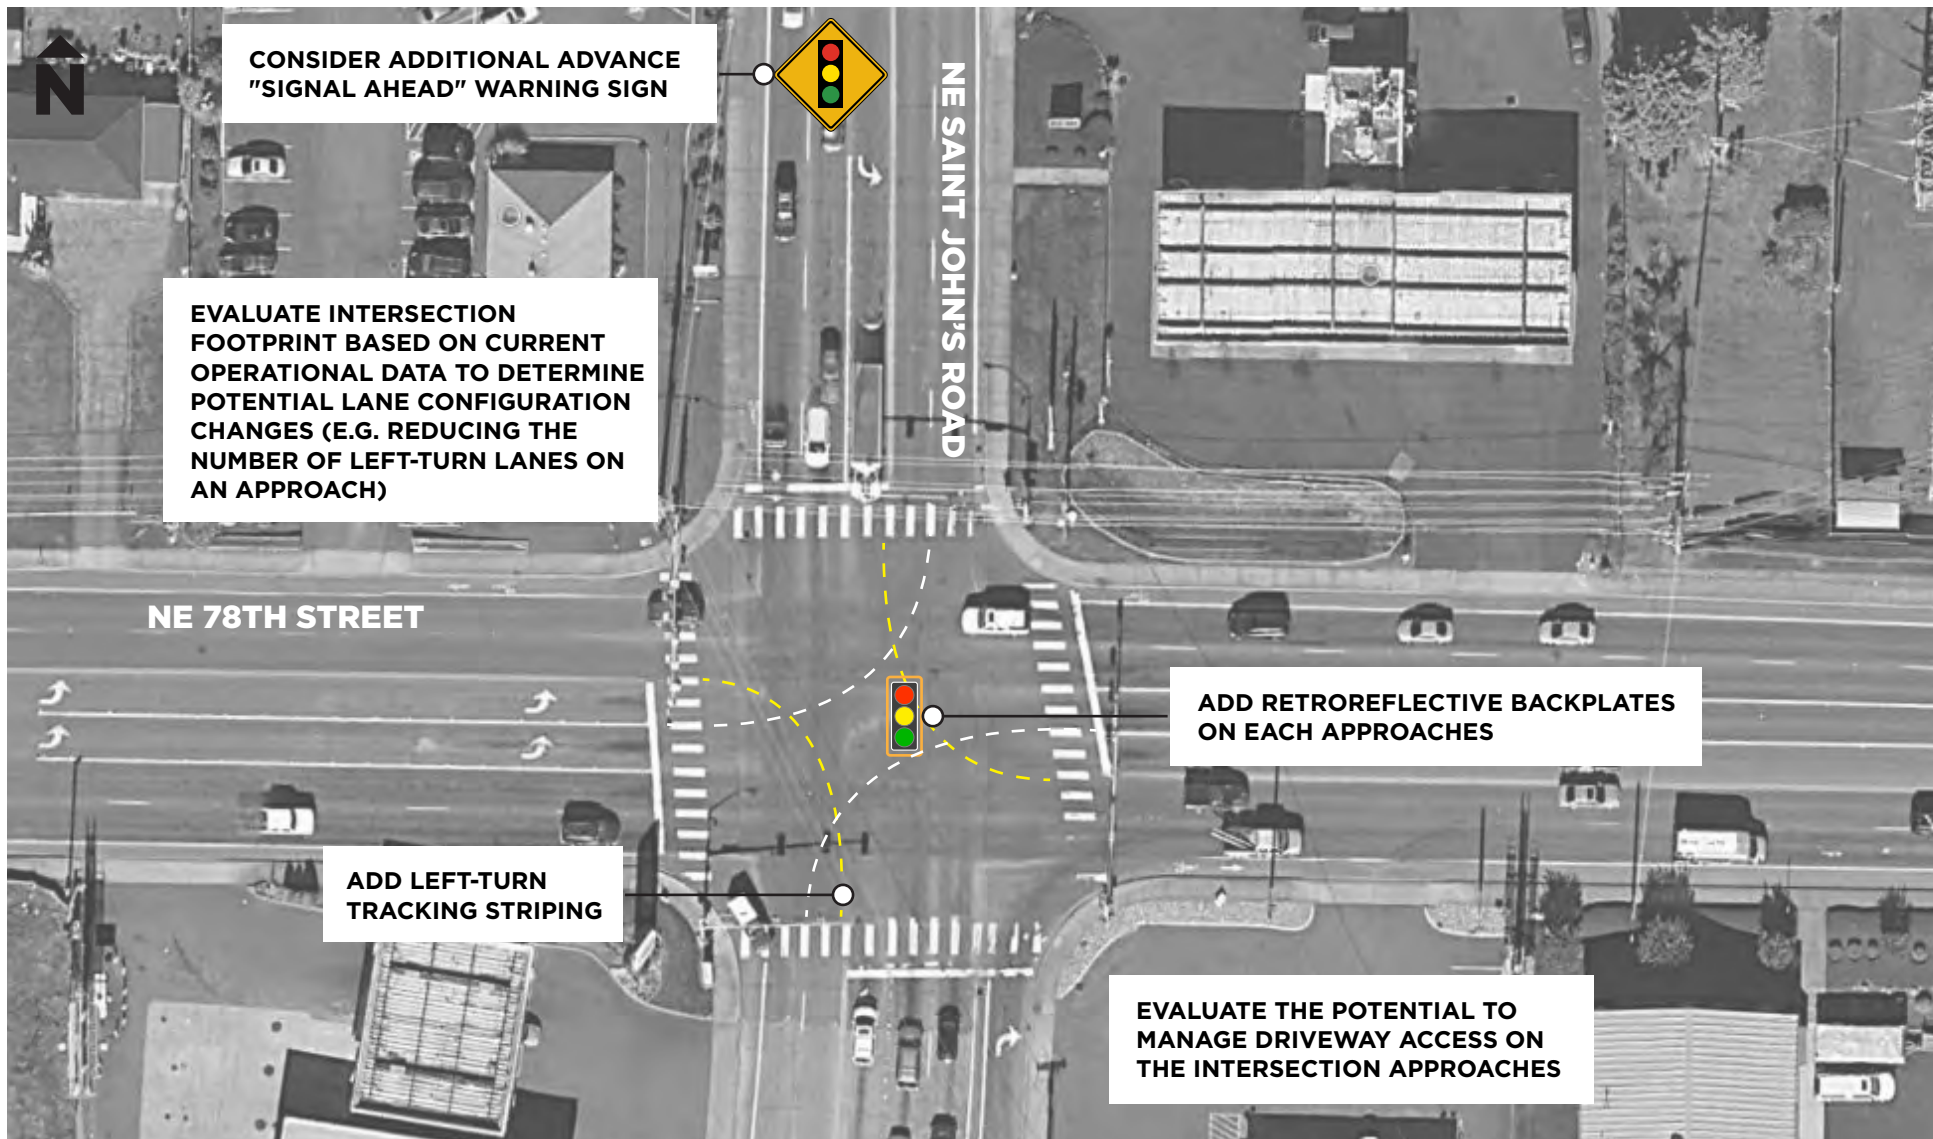 N
CONSIDER ADDITIONAL ADVANCE
"SIGNAL AHEAD" WARNING SIGN
NE SAINT JOHN'S ROAD
EVALUATE INTERSECTION
FOOTPRINT BASED ON CURRENT
OPERATIONAL DATA TO DETERMINE
POTENTIAL LANE CONFIGURATION
CHANGES (E.G. REDUCING THE
NUMBER OF LEFT-TURN LANES ON
AN APPROACH)
NE 78TH STREET
ADD RETROREFLECTIVE BACKPLATES
ON EACH APPROACHES
ADD LEFT-TURN
TRACKING STRIPING
EVALUATE THE POTENTIAL TO
MANAGE DRIVEWAY ACCESS ON
THE INTERSECTION APPROACHES